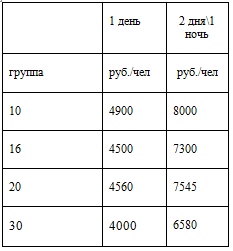 1 день 2 дня\1
ночь
группа руб./чел руб./чел
10 4900 8000
16 4500 7300
20 4560 7545
30 4000 6580